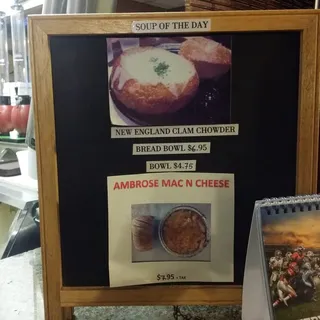 SOUP OF THE DAY
NEW ENGLAND CLAM CHOWDER
BREAD BOWL $6.95
BOWL $4.75
AMBROSE MAC N CHEESE